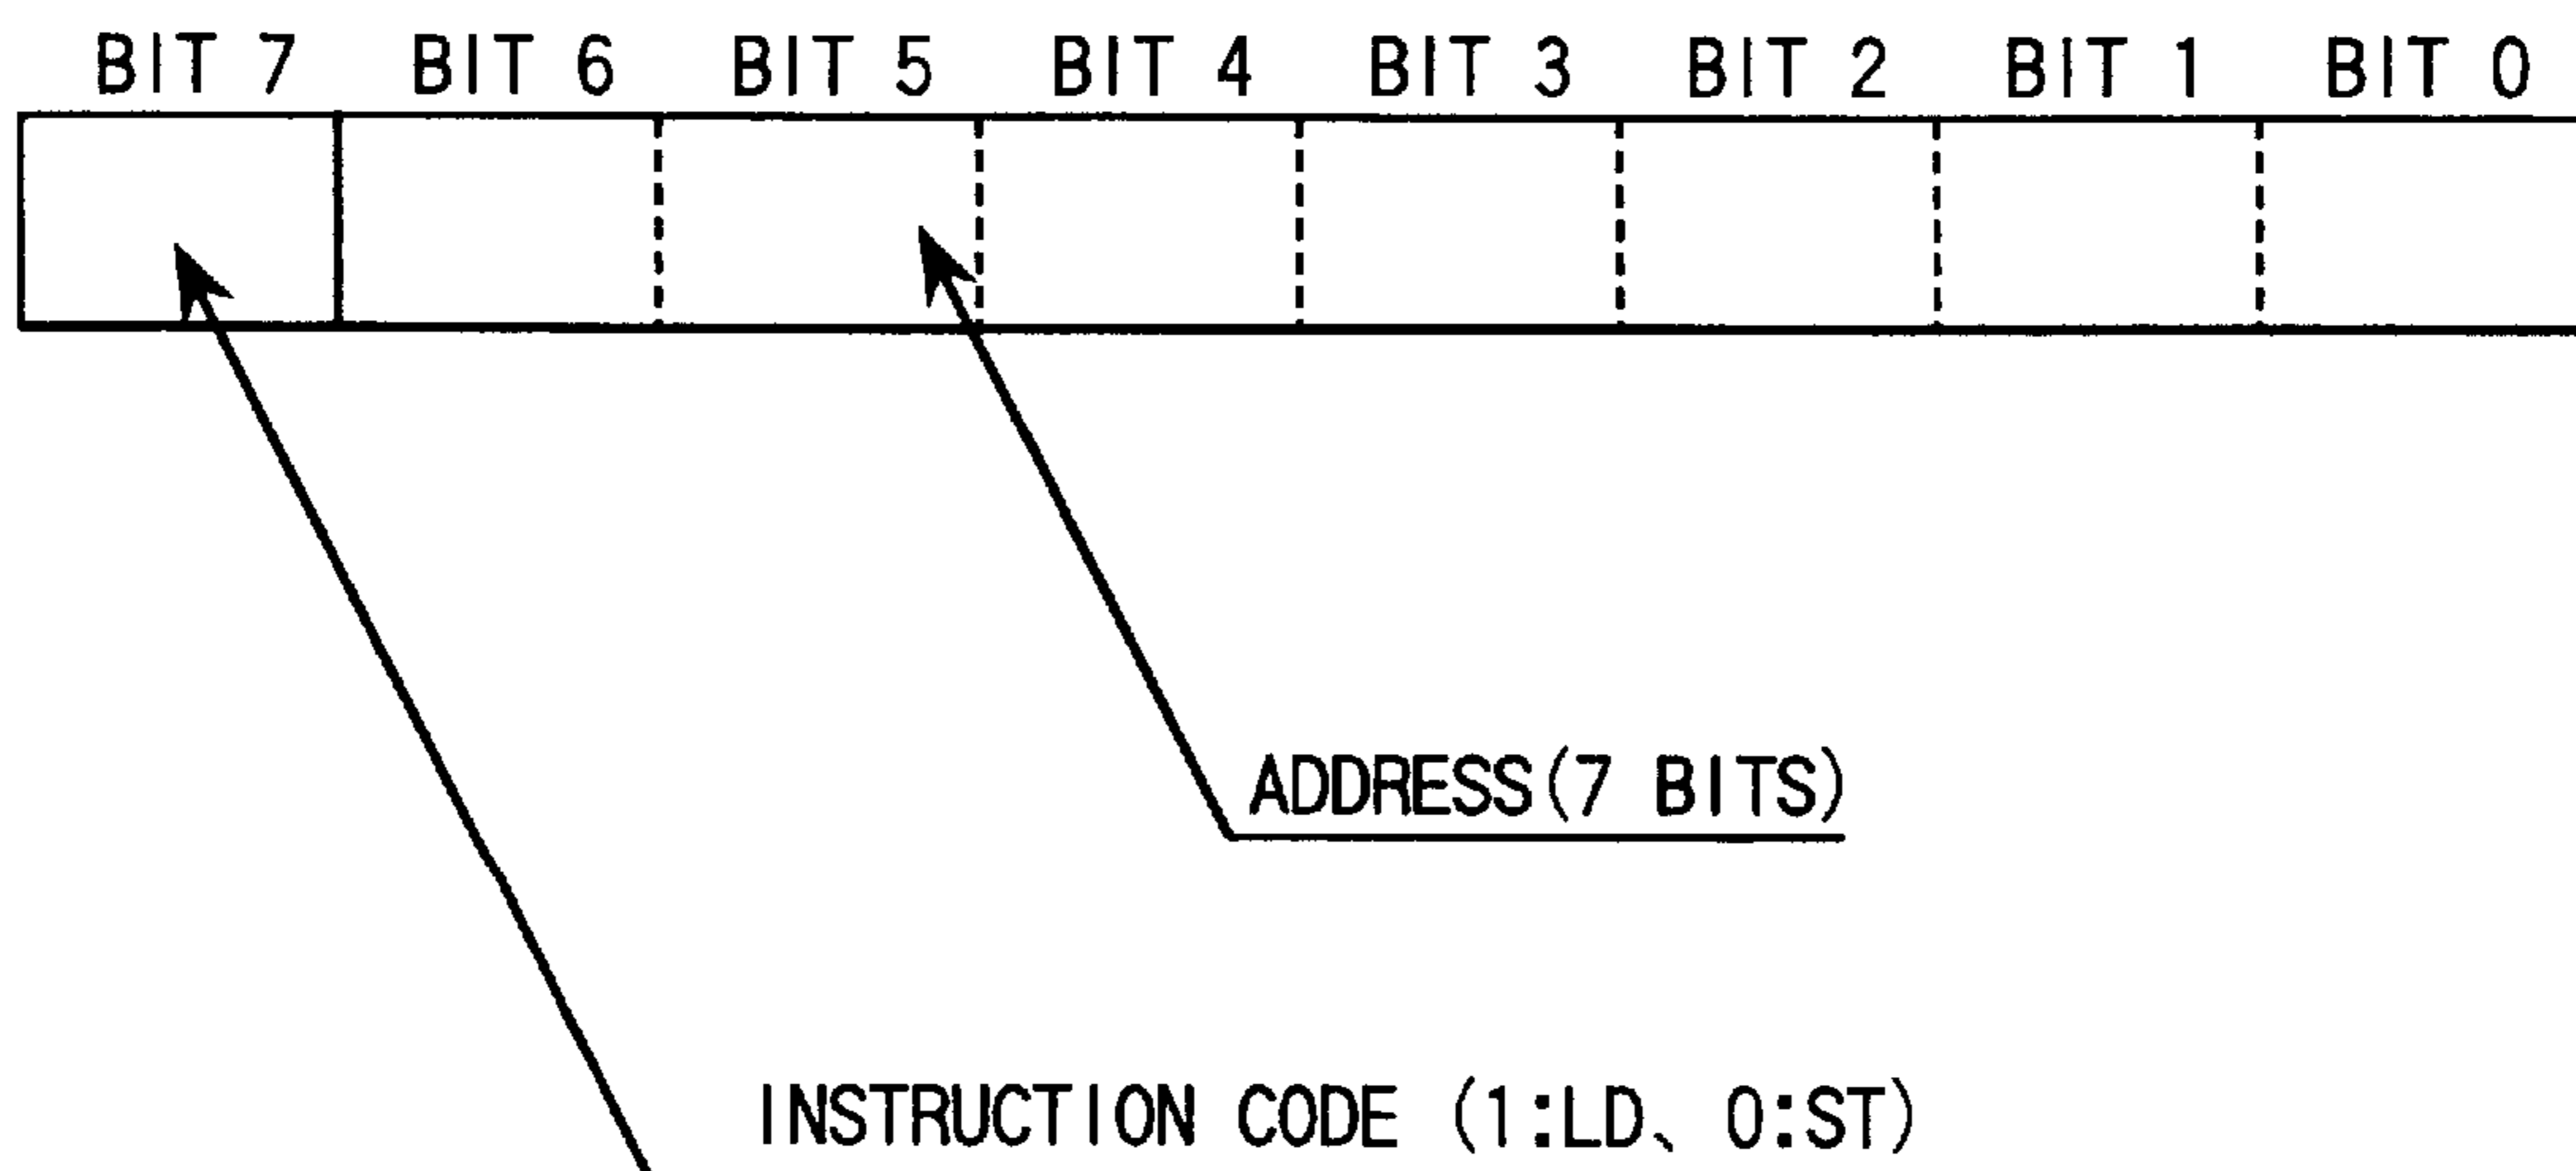 BIT 7 BIT 6 BIT 5 BIT 4 BIT 3 BIT 2 BIT 1 BIT 0
ADDRESS(7 BITS)
INSTRUCTION CODE (1:LD、0:ST)